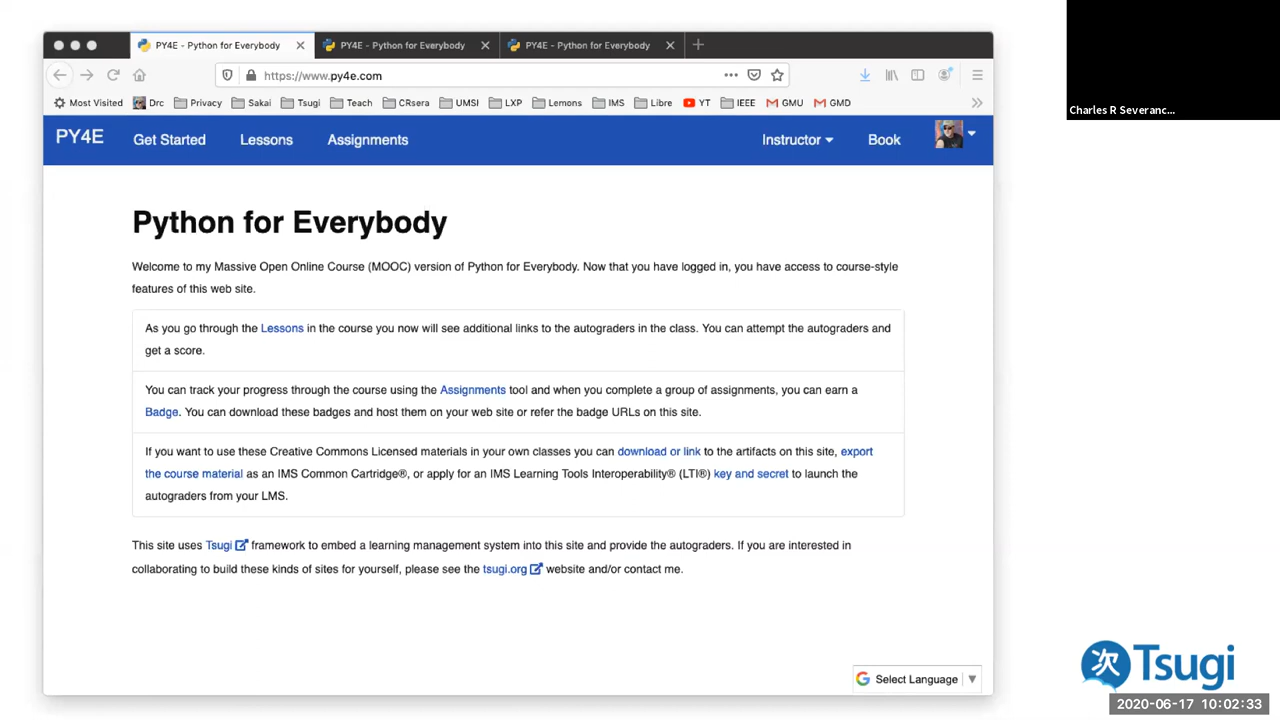 PY4E - Python for Everybody
PY4E - Python for Everybody
PY4E - Python for Everybody
https://www.py4e.com
Most Visited Drc Privacy Sakai Tsugi Teach CRsera UMSI LXP Lemons IMS Libre YT IEEE GMU GMD
Charles R Severanc...
PY4E Get Started Lessons Assignments Instructor Book
Python for Everybody
Welcome to my Massive Open Online Course (MOOC) version of Python for Everybody. Now that you have logged in, you have access to course-style
features of this web site.
As you go through the Lessons in the course you now will see additional links to the autograders in the class. You can attempt the autograders and
get a score.
You can track your progress through the course using the Assignments tool and when you complete a group of assignments, you can earn a
Badge. You can download these badges and host them on your web site or refer the badge URLs on this site.
If you want to use these Creative Commons Licensed materials in your own classes you can download or link to the artifacts on this site, export
the course material as an IMS Common Cartridge®, or apply for an IMS Learning Tools Interoperability® (LTI®) key and secret to launch the
autograders from your LMS.
This site uses Tsugi framework to embed a learning management system into this site and provide the autograders. If you are interested in
collaborating to build these kinds of sites for yourself, please see the tsugi.org website and/or contact me.
G Select Language
次 Tsugi
2020-06-17 10:02:33